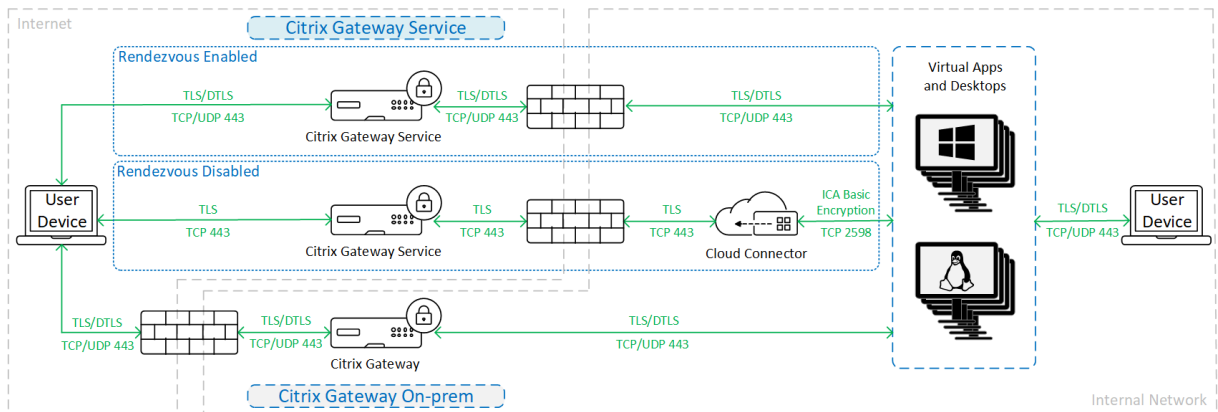 Internet
Citrix Gateway Service
Rendezvous Enabled
TLS/DTLS
TCP/UDP 443
Citrix Gateway Service
TLS/DTLS
TCP/UDP 443
TLS/DTLS
TCP/UDP 443
Virtual Apps
and Desktops
Rendezvous Disabled
User
Device
TLS
TCP 443
Citrix Gateway Service
TLS
TCP 443
TLS
TCP 443
Cloud Connector
ICA Basic
Encryption
TCP 2598
TLS/DTLS
TCP/UDP 443
User
Device
TLS/DTLS
TCP/UDP 443
TLS/DTLS
TCP/UDP 443
Citrix Gateway
TLS/DTLS
TCP/UDP 443
Citrix Gateway On-prem
Internal Network